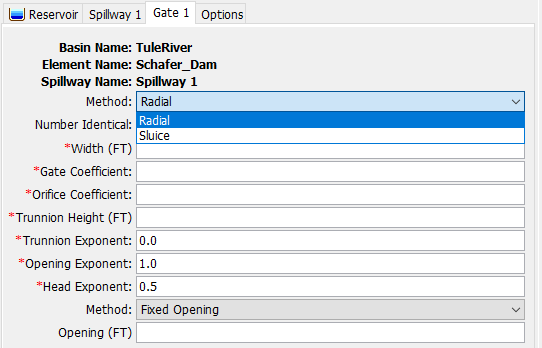 Reservoir Spillway 1 Gate 1 Options
Basin Name: TuleRiver
Element Name: Schafer_Dam
Spillway Name: Spillway 1
Method: Radial
Number Identical: Radial
Sluice
*Width (FT)
*Gate Coefficient:
*Orifice Coefficient:
*Trunnion Height (FT)
*Trunnion Exponent: 0.0
*Opening Exponent: 1.0
*Head Exponent: 0.5
Method: Fixed Opening
Opening (FT)